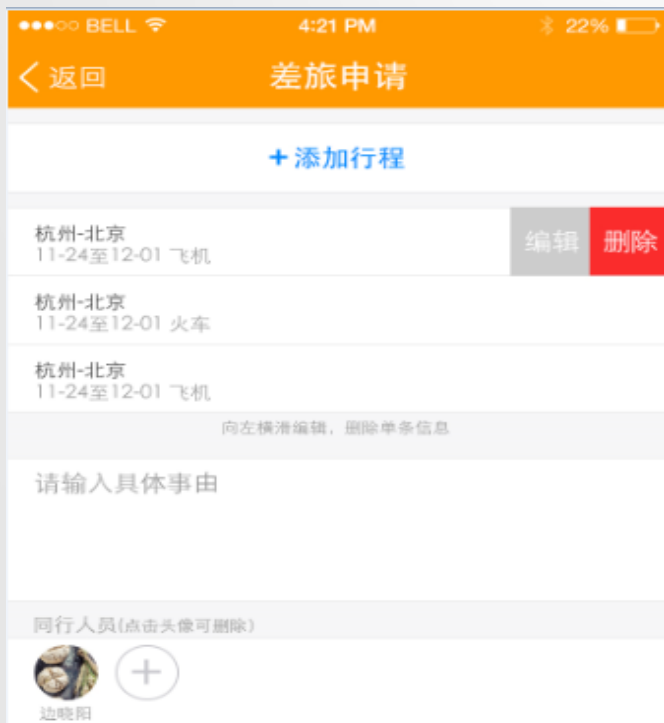 BELL 4:21 PM 22%
返回 差旅申请
+添加行程
杭州-北京
11-24至12-01 飞机
编辑 删除
杭州-北京
11-24至12-01 火车
杭州-北京
11-24至12-01 飞机
向左横滑编辑，删除单条信息
请输入具体事由
同行人员(点击头像可删除)
边晓阳